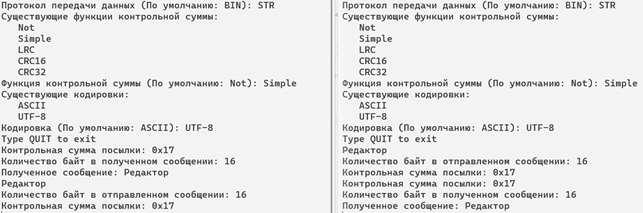 Протокол передачи данных (По умолчанию: BIN): STR
Существующие функции контрольной суммы:
Not
Simple
LRC
CRC16
CRC32
Функция контрольной суммы (По умолчанию: Not): Simple
Существующие кодировки:
ASCII
UTF-8
Кодировка (По умолчанию: ASCII): UTF-8
Type QUIT to exit
Контрольная сумма посылки: 0x17
Количество байт в полученном сообщении: 16
Полученное сообщение: Редактор
Редактор
Количество байт в отправленном сообщении: 16
Контрольная сумма посылки: 0x17
Протокол передачи данных (По умолчанию: BIN): STR
Существующие функции контрольной суммы:
Not
Simple
LRC
CRC16
CRC32
Функция контрольной суммы (По умолчанию: Not): Simple
Существующие кодировки:
ASCII
UTF-8
Кодировка (По умолчанию: ASCII): UTF-8
Type QUIT to exit
Редактор
Количество байт в отправленном сообщении: 16
Контрольная сумма посылки: 0x17
Контрольная сумма посылки: 0x17
Количество байт в полученном сообщении: 16
Полученное сообщение: Редактор